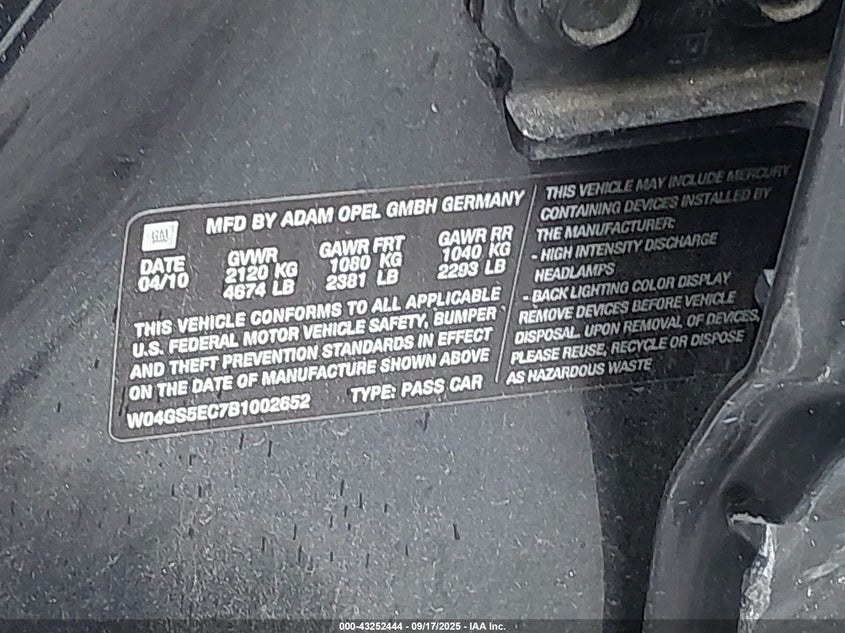 GM
MFD BY ADAM OPEL GMBH GERMANY
DATE GVWR GAWR FRT GAWR RR
04/10 2120 KG 1080 KG 1040 KG
4674 LB 2381 LB 2293 LB
THIS VEHICLE CONFORMS TO ALL APPLICABLE
U.S. FEDERAL MOTOR VEHICLE SAFETY, BUMPER
AND THEFT PREVENTION STANDARDS IN EFFECT
ON THE DATE OF MANUFACTURE SHOWN ABOVE
W04GS5EC7B1002652 TYPE: PASS CAR
THIS VEHICLE MAY INCLUDE MERCURY
CONTAINING DEVICES INSTALLED BY
THE MANUFACTURER:
- HIGH INTENSITY DISCHARGE
HEADLAMPS
- BACK LIGHTING COLOR DISPLAY
REMOVE DEVICES BEFORE VEHICLE
DISPOSAL. UPON REMOVAL OF DEVICES,
PLEASE REUSE, RECYCLE OR DISPOSE
AS HAZARDOUS WASTE
000-43252444 - 09/17/2025 - IAA Inc.